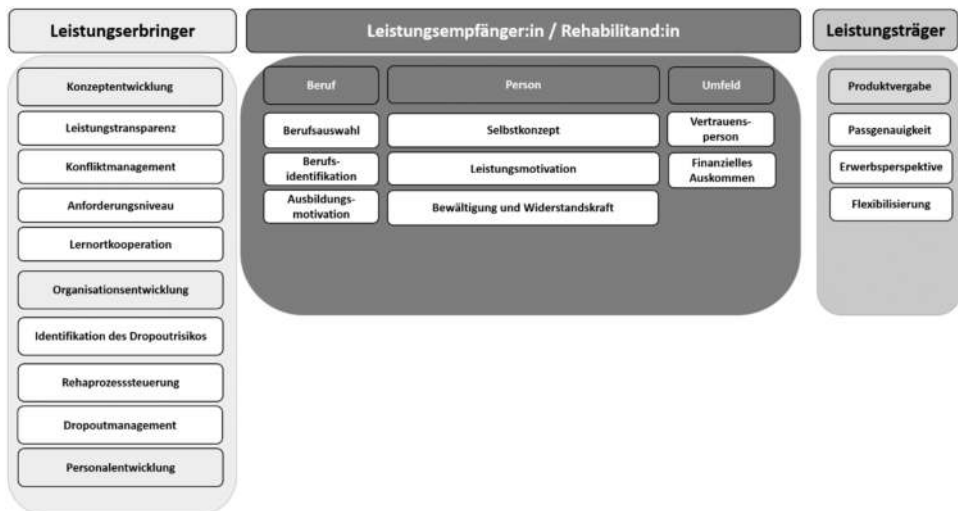 Leistungserbringer
Konzeptentwicklung
Leistungstransparenz
Konfliktmanagement
Anforderungsniveau
Lernortkooperation
Organisationsentwicklung
Identifikation des Dropoutrisikos
Rehaprozesssteuerung
Dropoutmanagement
Personalentwicklung
Leistungsempfänger:in / Rehabilitand:in
Beruf
Berufsauswahl
Berufs-
identifikation
Ausbildungs-
motivation
Person
Selbstkonzept
Leistungsmotivation
Bewältigung und Widerstandskraft
Umfeld
Vertrauens-
person
Finanzielles
Auskommen
Leistungsträger
Produktvergabe
Passgenauigkeit
Erwerbsperspektive
Flexibilisierung